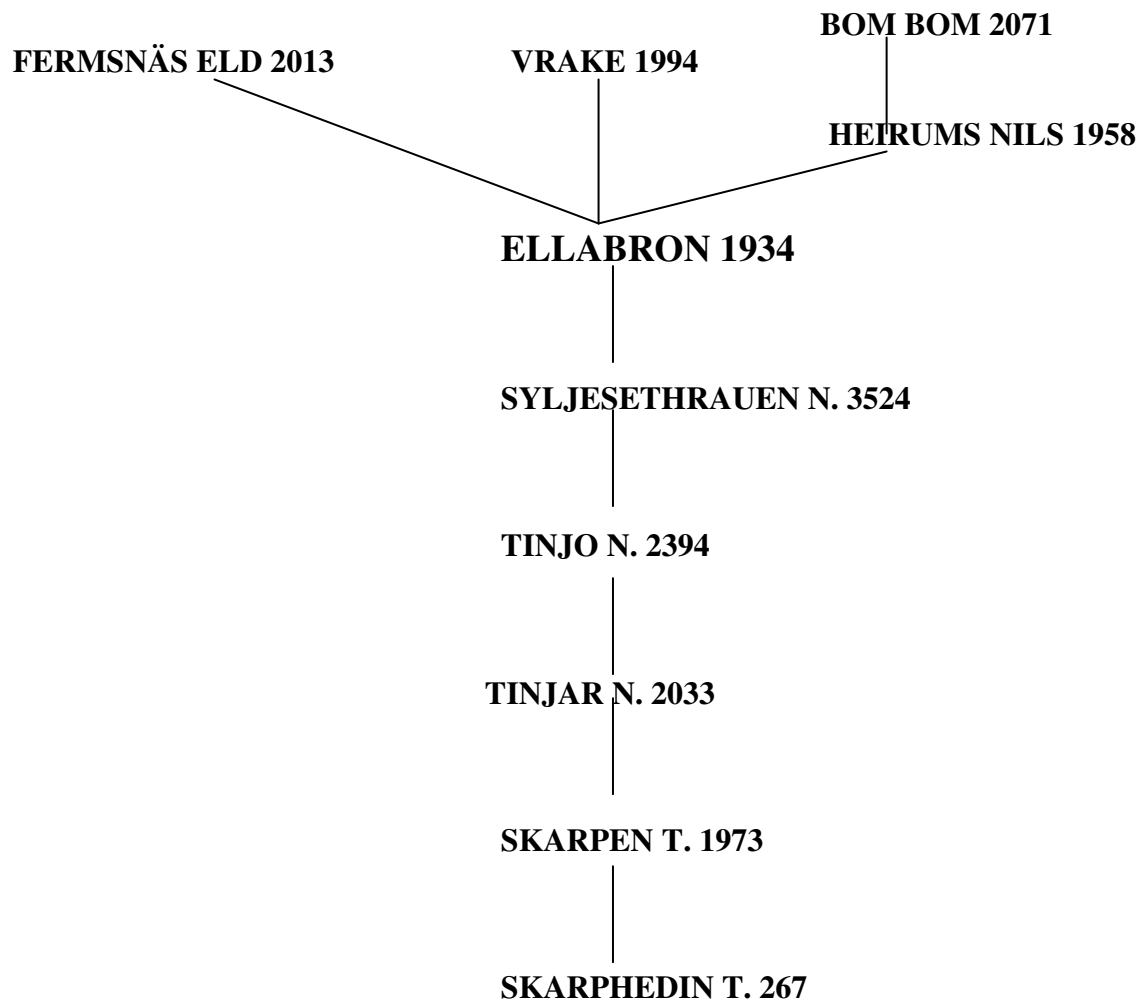 BOM BOM 2071
FERMSNÄS ELD 2013
VRAKE 1994
HEIRUMS NILS 1958
ELLABRON 1934
SYLJESETHRAUEN N. 3524
TINJO N. 2394
TINJAR N. 2033
SKARPEN T. 1973
SKARPHEDIN T. 267